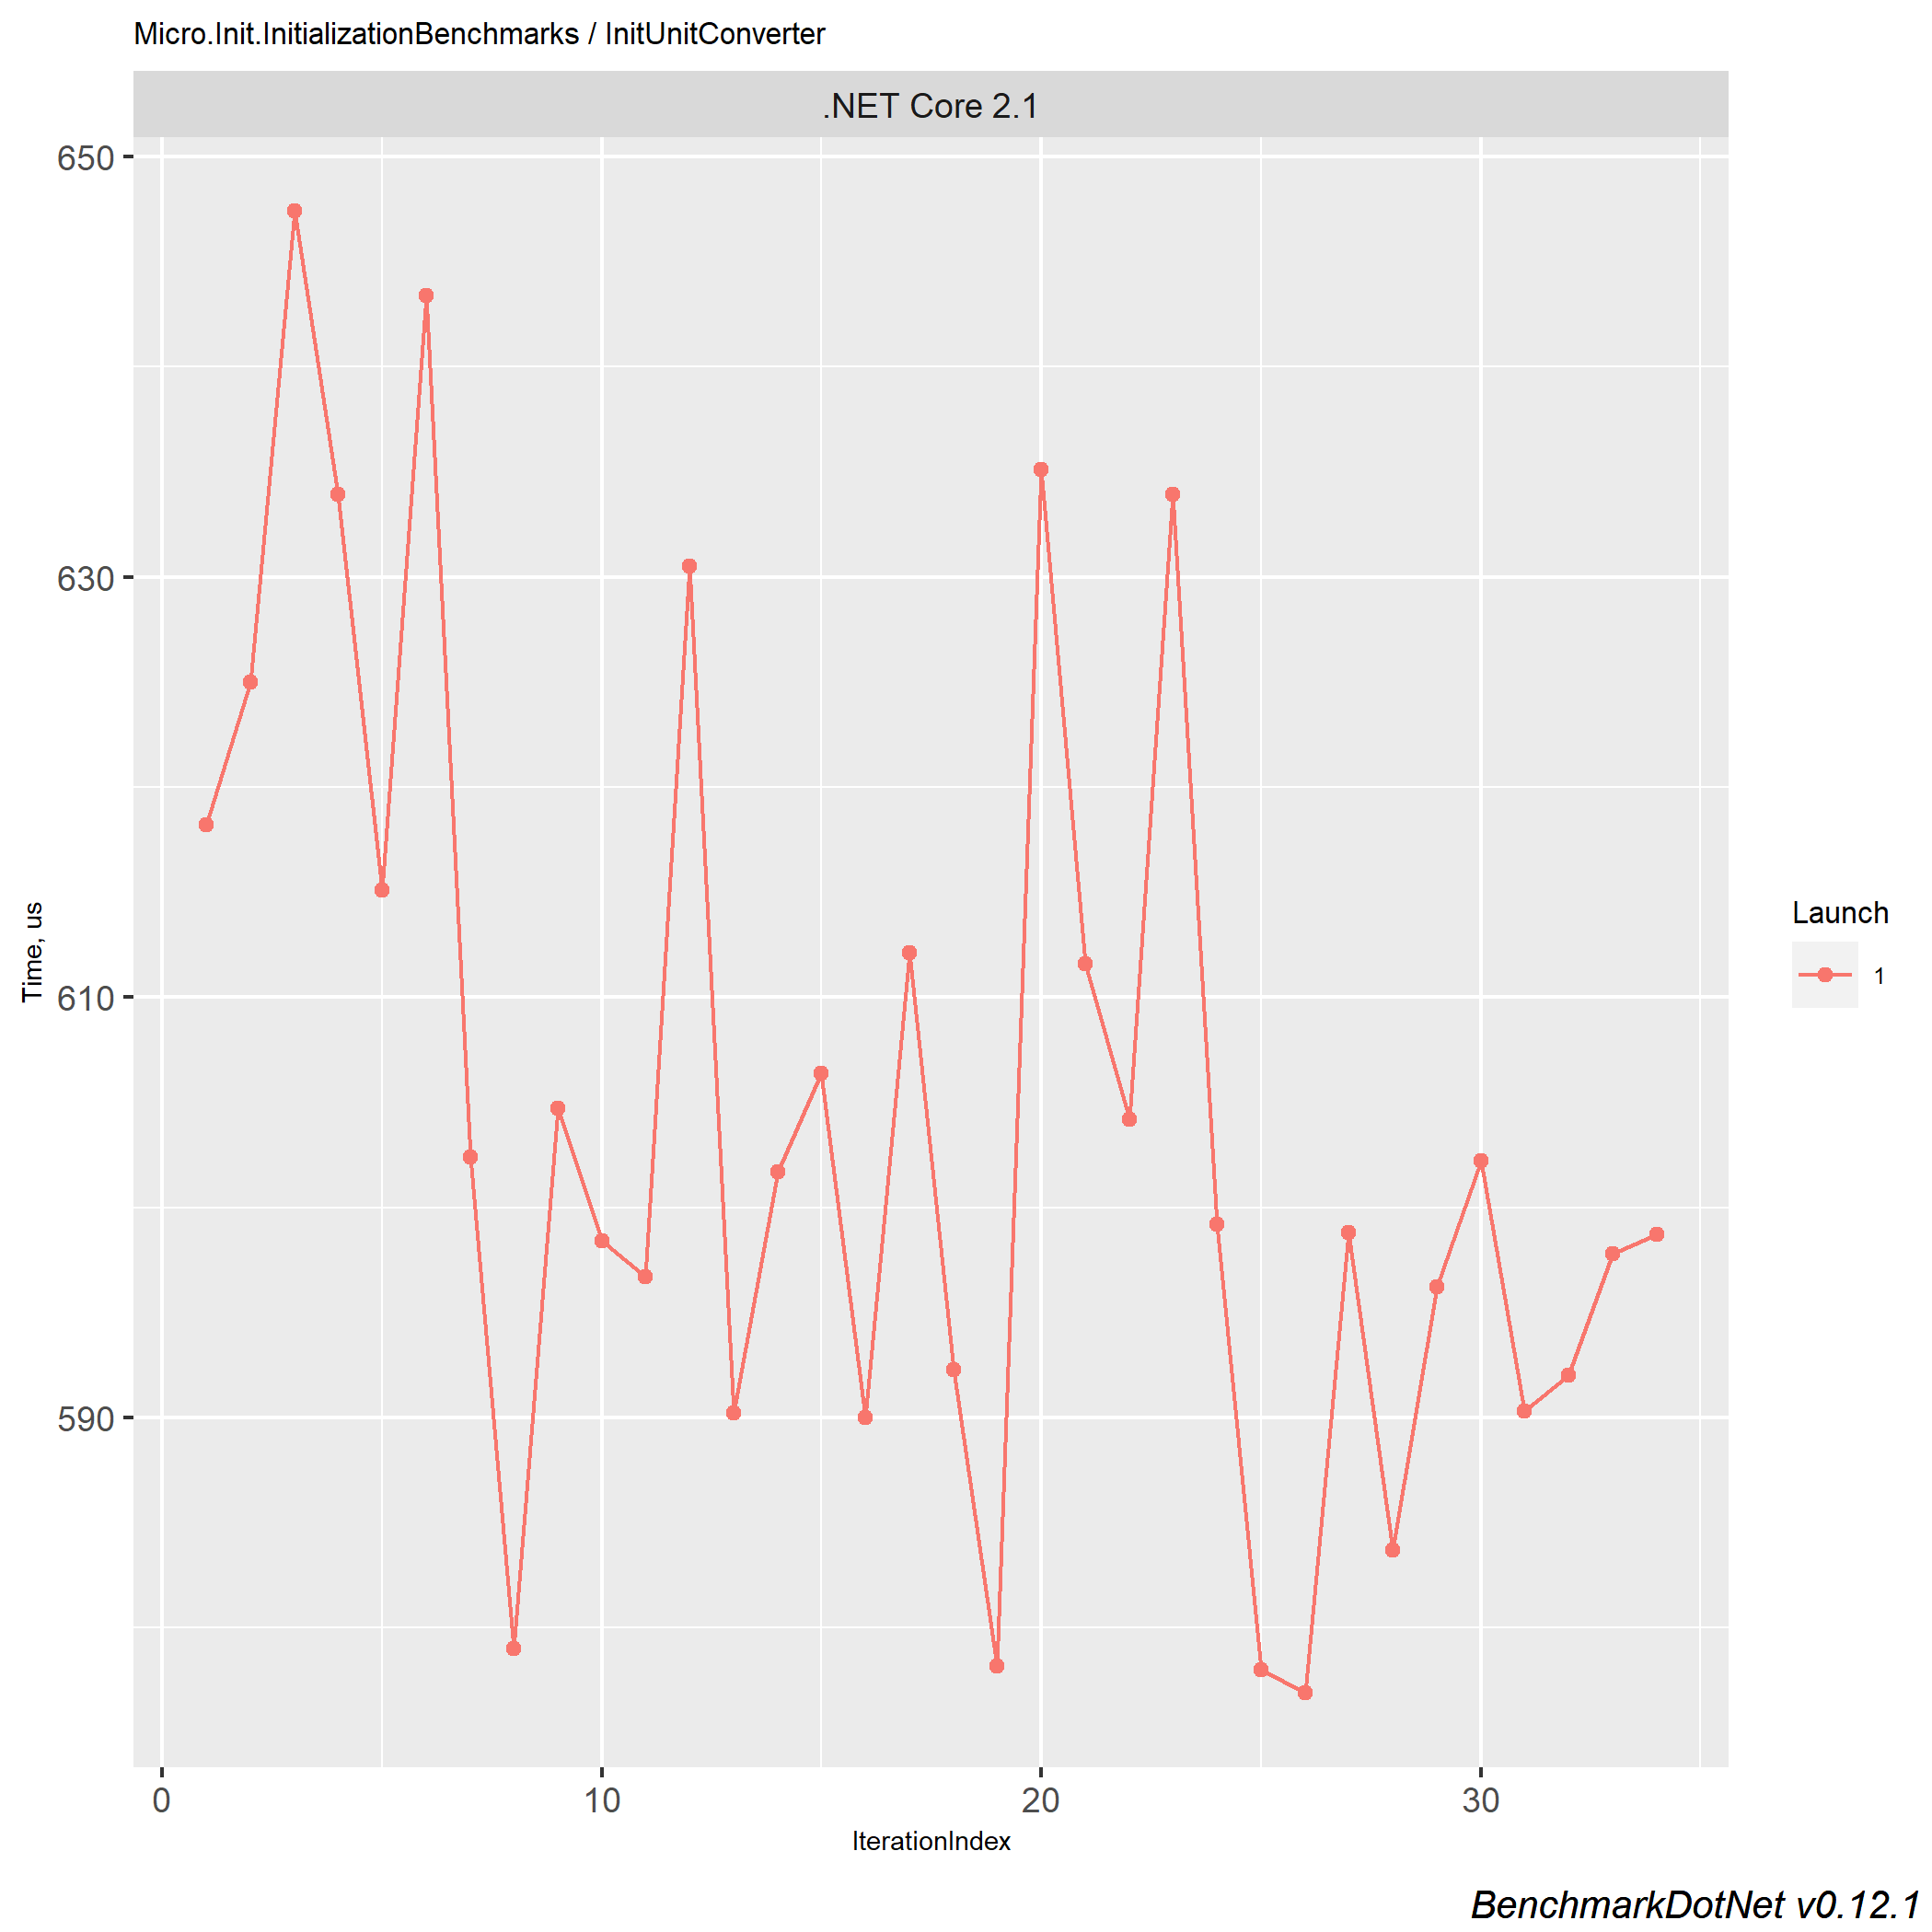 Micro.Init.InitializationBenchmarks / InitUnitConverter
.NET Core 2.1
650
630
610
590
Time, us
0 10 20 30
IterationIndex
Launch
1
BenchmarkDotNet v0.12.1